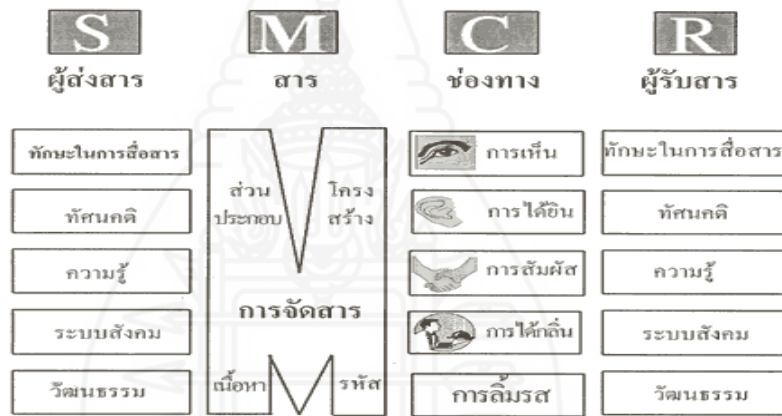 S M C R
ผู้ส่งสาร สาร ช่องทาง ผู้รับสาร
ทักษะในการสื่อสาร
ทัศนคติ
ความรู้
ระบบสังคม
วัฒนธรรม
ส่วน
ประกอบ
โครง
สร้าง
การจัดสาร
เนื้อหา
รหัส
การเห็น
การได้ยิน
การสัมผัส
การได้กลิ่น
การลิ้มรส
ทักษะในการสื่อสาร
ทัศนคติ
ความรู้
ระบบสังคม
วัฒนธรรม